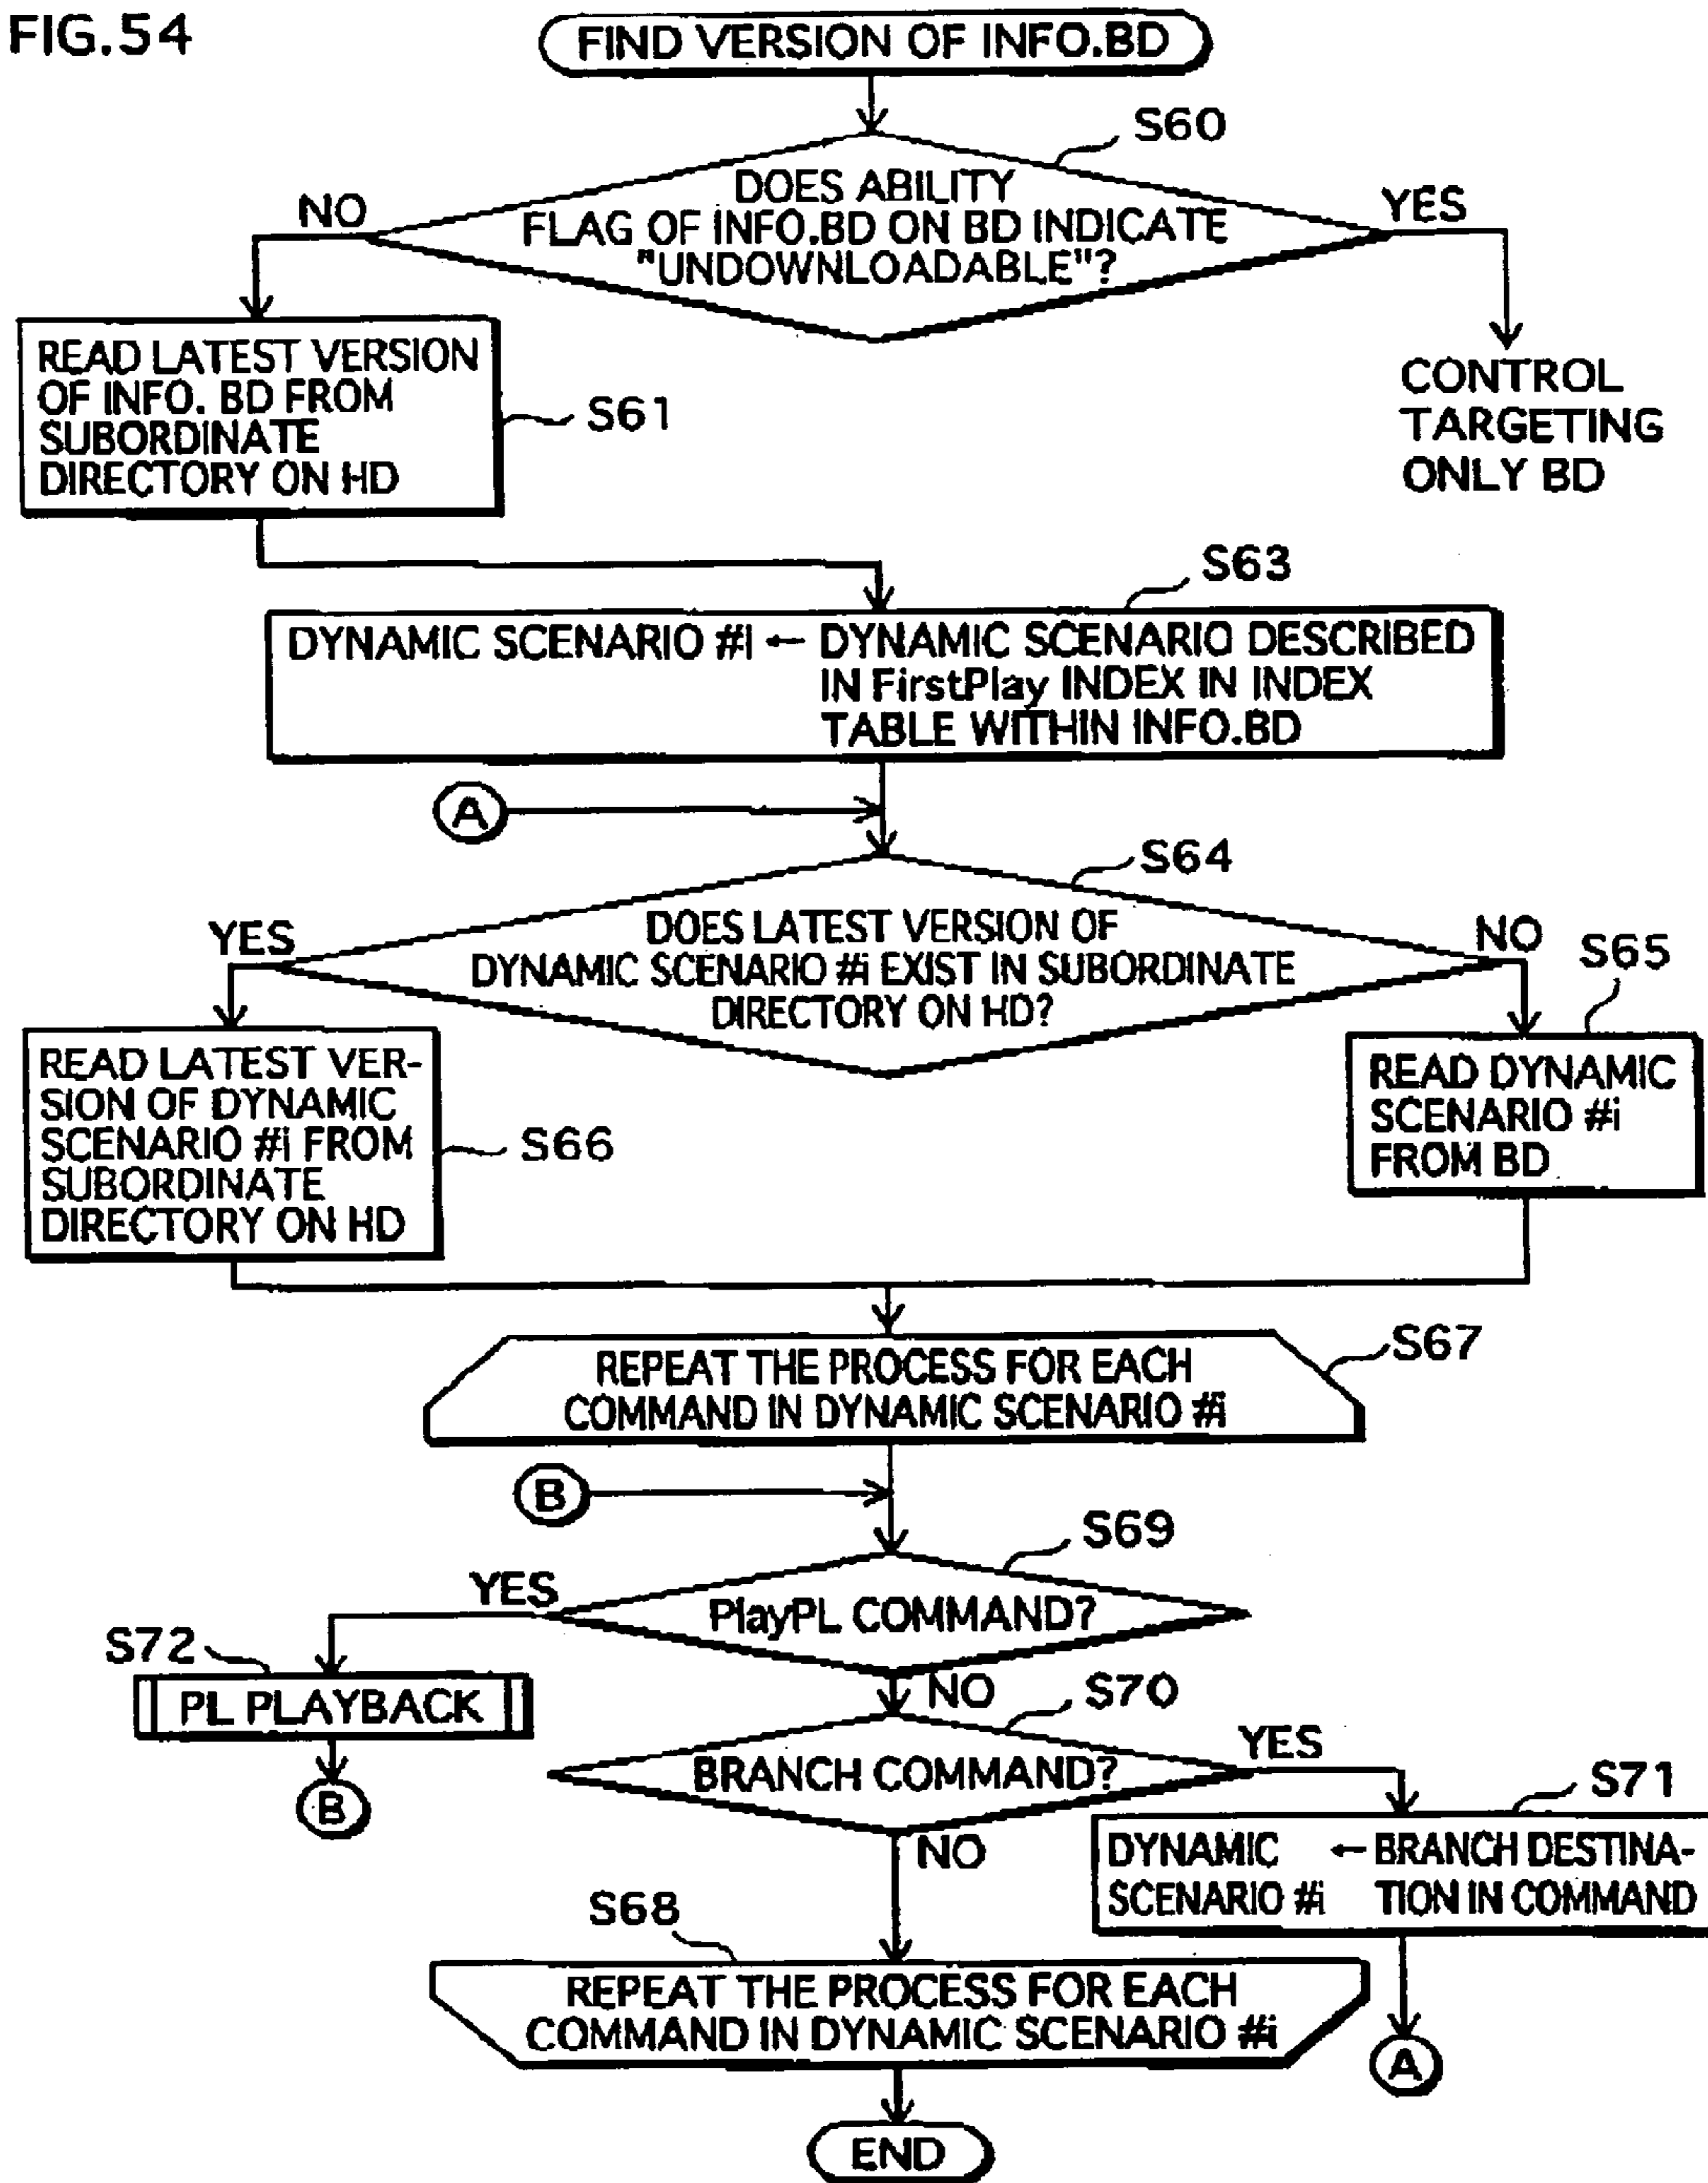 FIG.54
FIND VERSION OF INFO.BD
S60
DOES ABILITY
FLAG OF INFO.BD ON BD INDICATE
"UNDOWNLOADABLE"?
NO
YES
READ LATEST VERSION
OF INFO. BD FROM
SUBORDINATE
DIRECTORY ON HD
S61
CONTROL
TARGETING
ONLY BD
S63
DYNAMIC SCENARIO #i ← DYNAMIC SCENARIO DESCRIBED
IN FirstPlay INDEX IN INDEX
TABLE WITHIN INFO.BD
A
S64
DOES LATEST VERSION OF
DYNAMIC SCENARIO #i EXIST IN SUBORDINATE
DIRECTORY ON HD?
YES
NO
S65
READ LATEST VER-
SION OF DYNAMIC
SCENARIO #i FROM
SUBORDINATE
DIRECTORY ON HD
S66
READ DYNAMIC
SCENARIO #i
FROM BD
S67
REPEAT THE PROCESS FOR EACH
COMMAND IN DYNAMIC SCENARIO #i
B
S69
PlayPL COMMAND?
YES
NO
S72
PL PLAYBACK
B
S70
BRANCH COMMAND?
YES
NO
S71
DYNAMIC ← BRANCH DESTINA-
SCENARIO #i TION IN COMMAND
A
S68
REPEAT THE PROCESS FOR EACH
COMMAND IN DYNAMIC SCENARIO #i
END